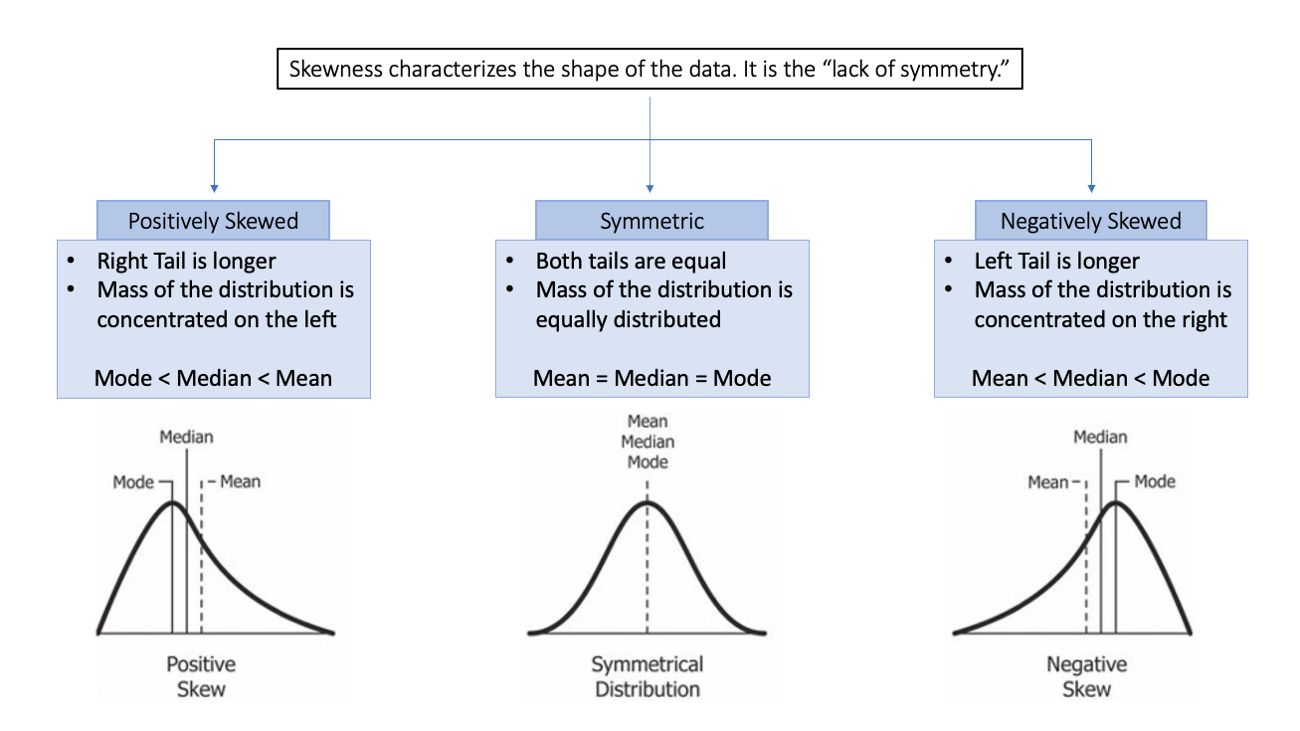 Skewness characterizes the shape of the data. It is the “lack of symmetry.”
Positively Skewed
• Right Tail is longer
• Mass of the distribution is
concentrated on the left
Mode < Median < Mean
Median
Mode
Mean
Positive
Skew
Symmetric
• Both tails are equal
• Mass of the distribution is
equally distributed
Mean = Median = Mode
Mean
Median
Mode
Symmetrical
Distribution
Negatively Skewed
• Left Tail is longer
• Mass of the distribution is
concentrated on the right
Mean < Median < Mode
Median
Mean
Mode
Negative
Skew